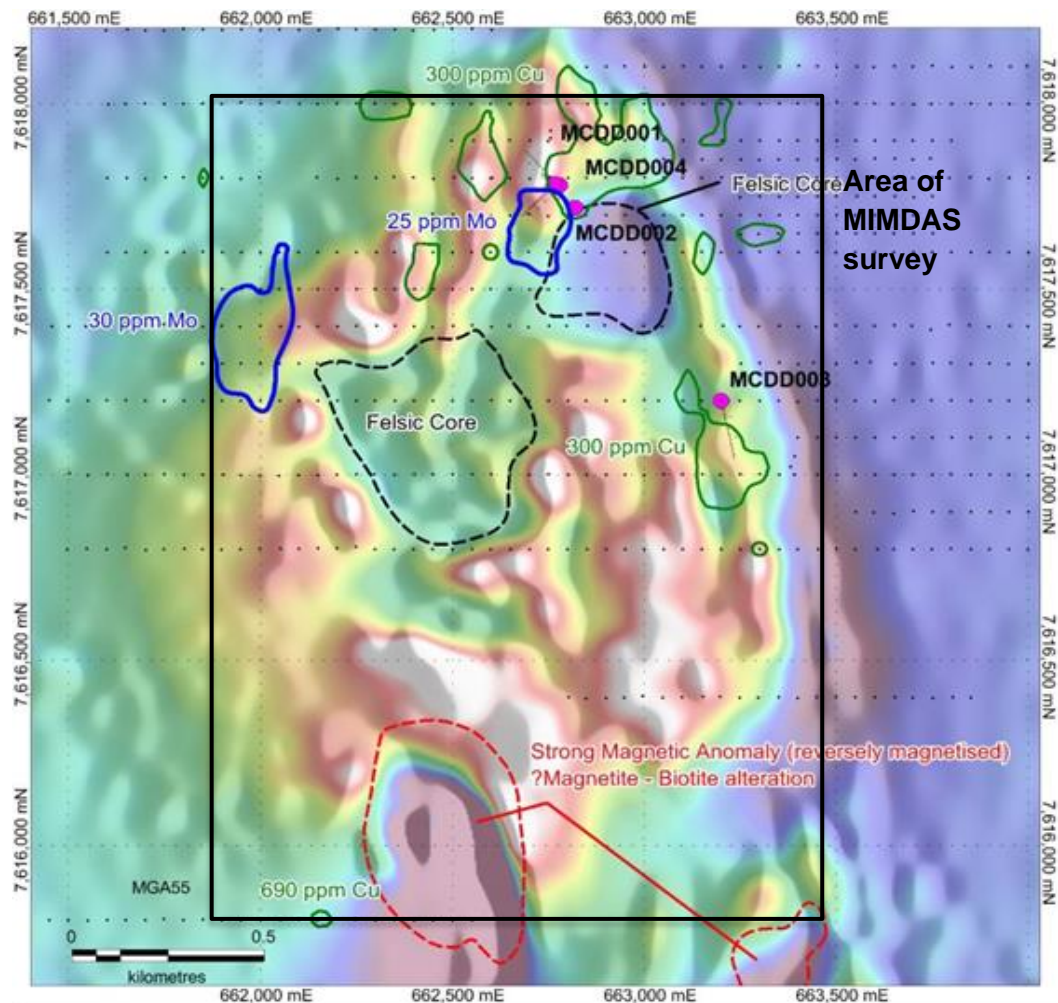 661,500 mE
662,000 mE
662,500 mE
663,000 mE
663,500 mE
7,618,000 mN
7,618,000 mN
300 ppm Cu
MCDD001
MCDD004
Felsic Core
Area of
MIMDAS
survey
25 ppm Mo
MCDD002
7,617,500 mN
7,617,500 mN
30 ppm Mo
MCDD003
Felsic Core
300 ppm Cu
7,617,000 mN
7,617,000 mN
7,616,500 mN
7,616,500 mN
Strong Magnetic Anomaly (reversely magnetised)
?Magnetite - Biotite alteration
7,616,000 mN
7,616,000 mN
MGA55
690 ppm Cu
0
0.5
kilometres
662,000 mE
662,500 mE
663,000 mE
663,500 mE